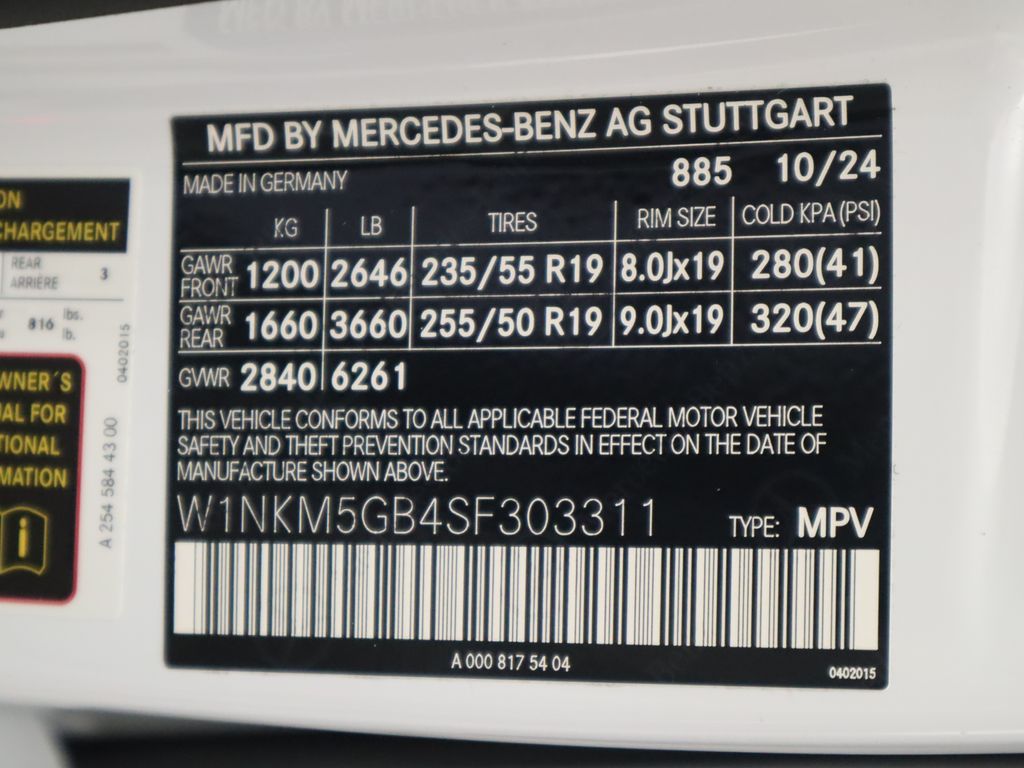 MFD BY MERCEDES-BENZ AG STUTTGART
MADE IN GERMANY 885 10/24
KG LB TIRES RIM SIZE COLD KPA (PSI)
GAWR FRONT 1200 2646 235/55 R19 8.0Jx19 280(41)
GAWR REAR 1660 3660 255/50 R19 9.0Jx19 320(47)
GVWR 2840 6261
THIS VEHICLE CONFORMS TO ALL APPLICABLE FEDERAL MOTOR VEHICLE
SAFETY AND THEFT PREVENTION STANDARDS IN EFFECT ON THE DATE OF
MANUFACTURE SHOWN ABOVE.
W1NKM5GB4SF303311 TYPE: MPV
A 000 817 54 04
0402015
ON
CHARGEMENT
REAR
ARRIÈRE 3
816 lbs.
lb.
WNER´S
AL FOR
TIONAL
MATION
i
A 254 584 43 00
0402015